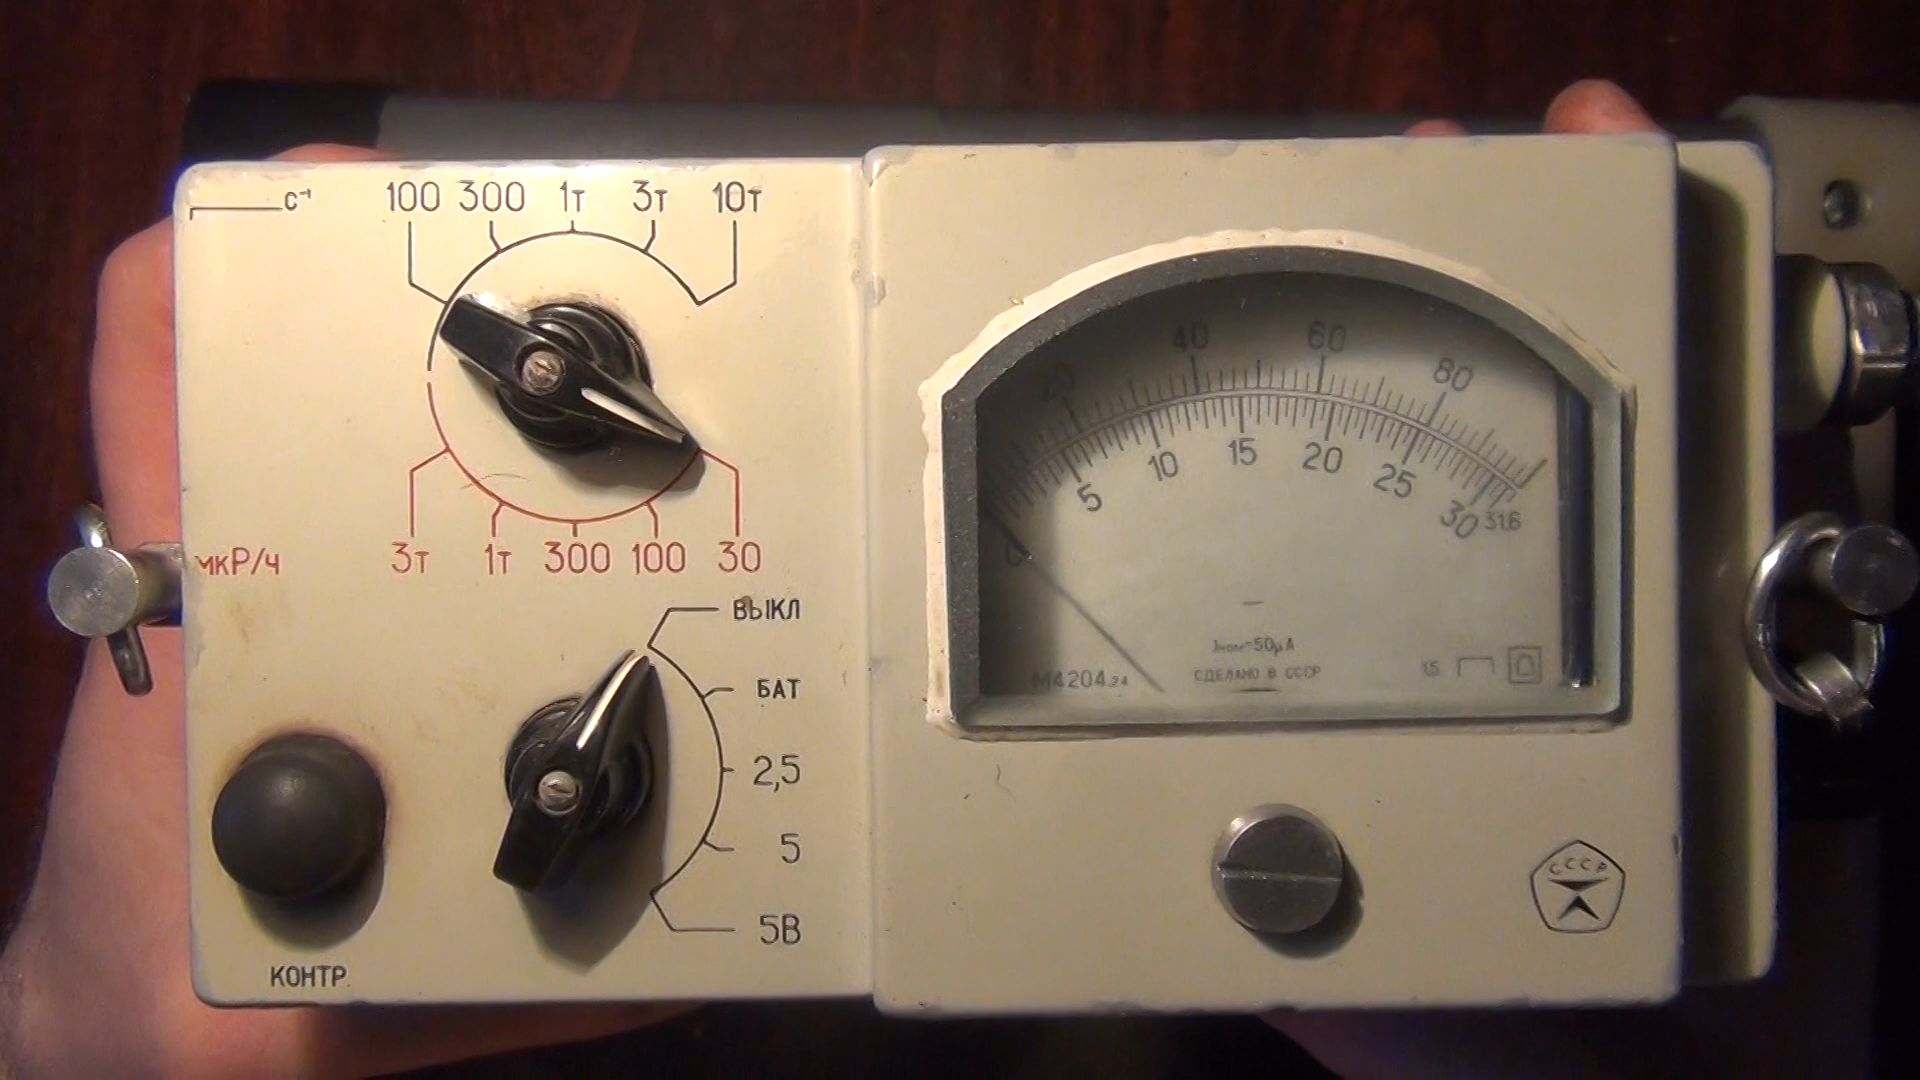 с⁻¹
100 300 1т 3т 10т
мкР/ч
3т 1т 300 100 30
ВЫКЛ
БАТ
2,5
5
5В
КОНТР.
20 40 60 80
0 5 10 15 20 25 30 31.6
Iном=50μA
М4204
СДЕЛАНО В СССР
1.5
СССР